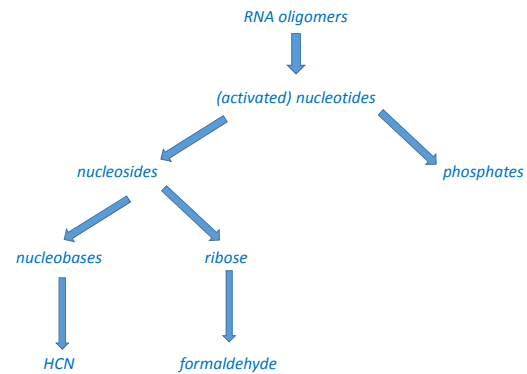 RNA oligomers
(activated) nucleotides
nucleosides
phosphates
nucleobases
ribose
HCN
formaldehyde